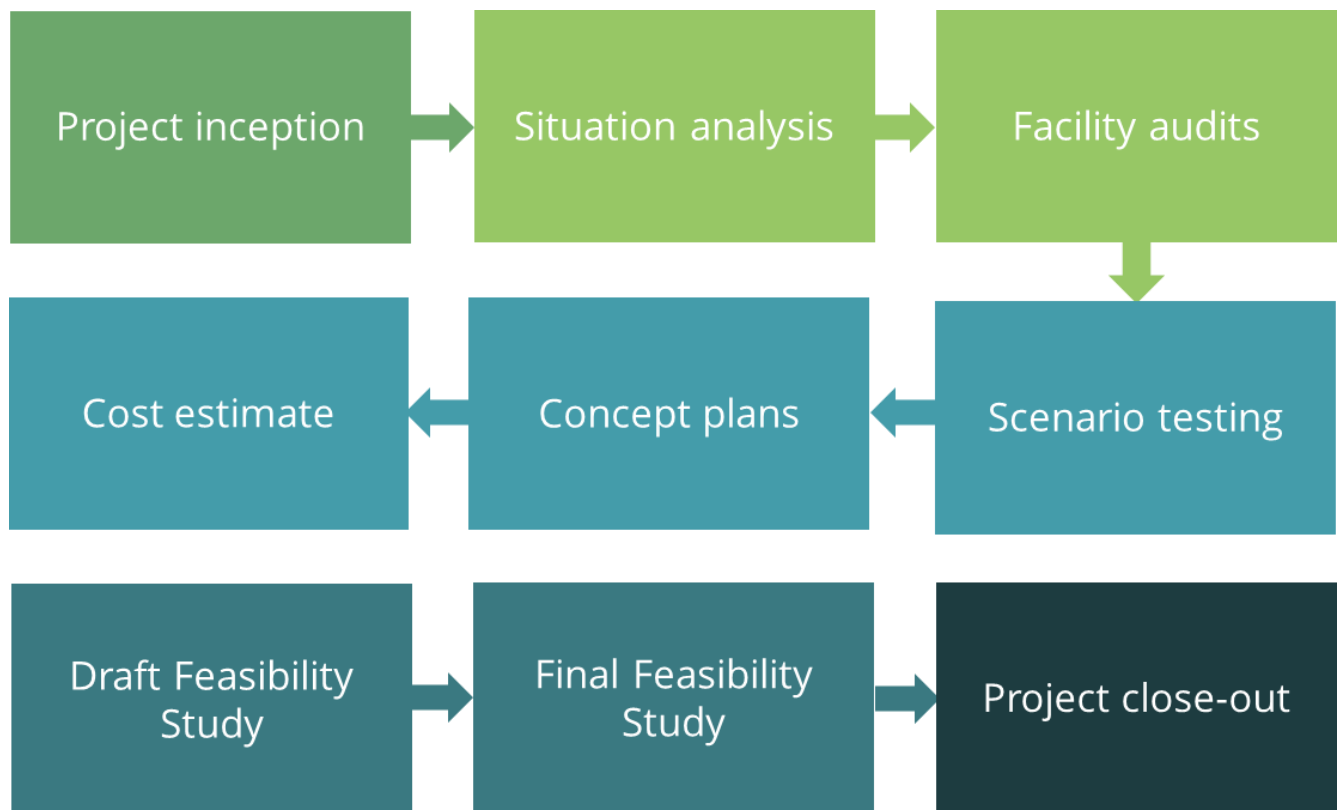 Project inception
Situation analysis
Facility audits
Scenario testing
Concept plans
Cost estimate
Draft Feasibility
Study
Final Feasibility
Study
Project close-out